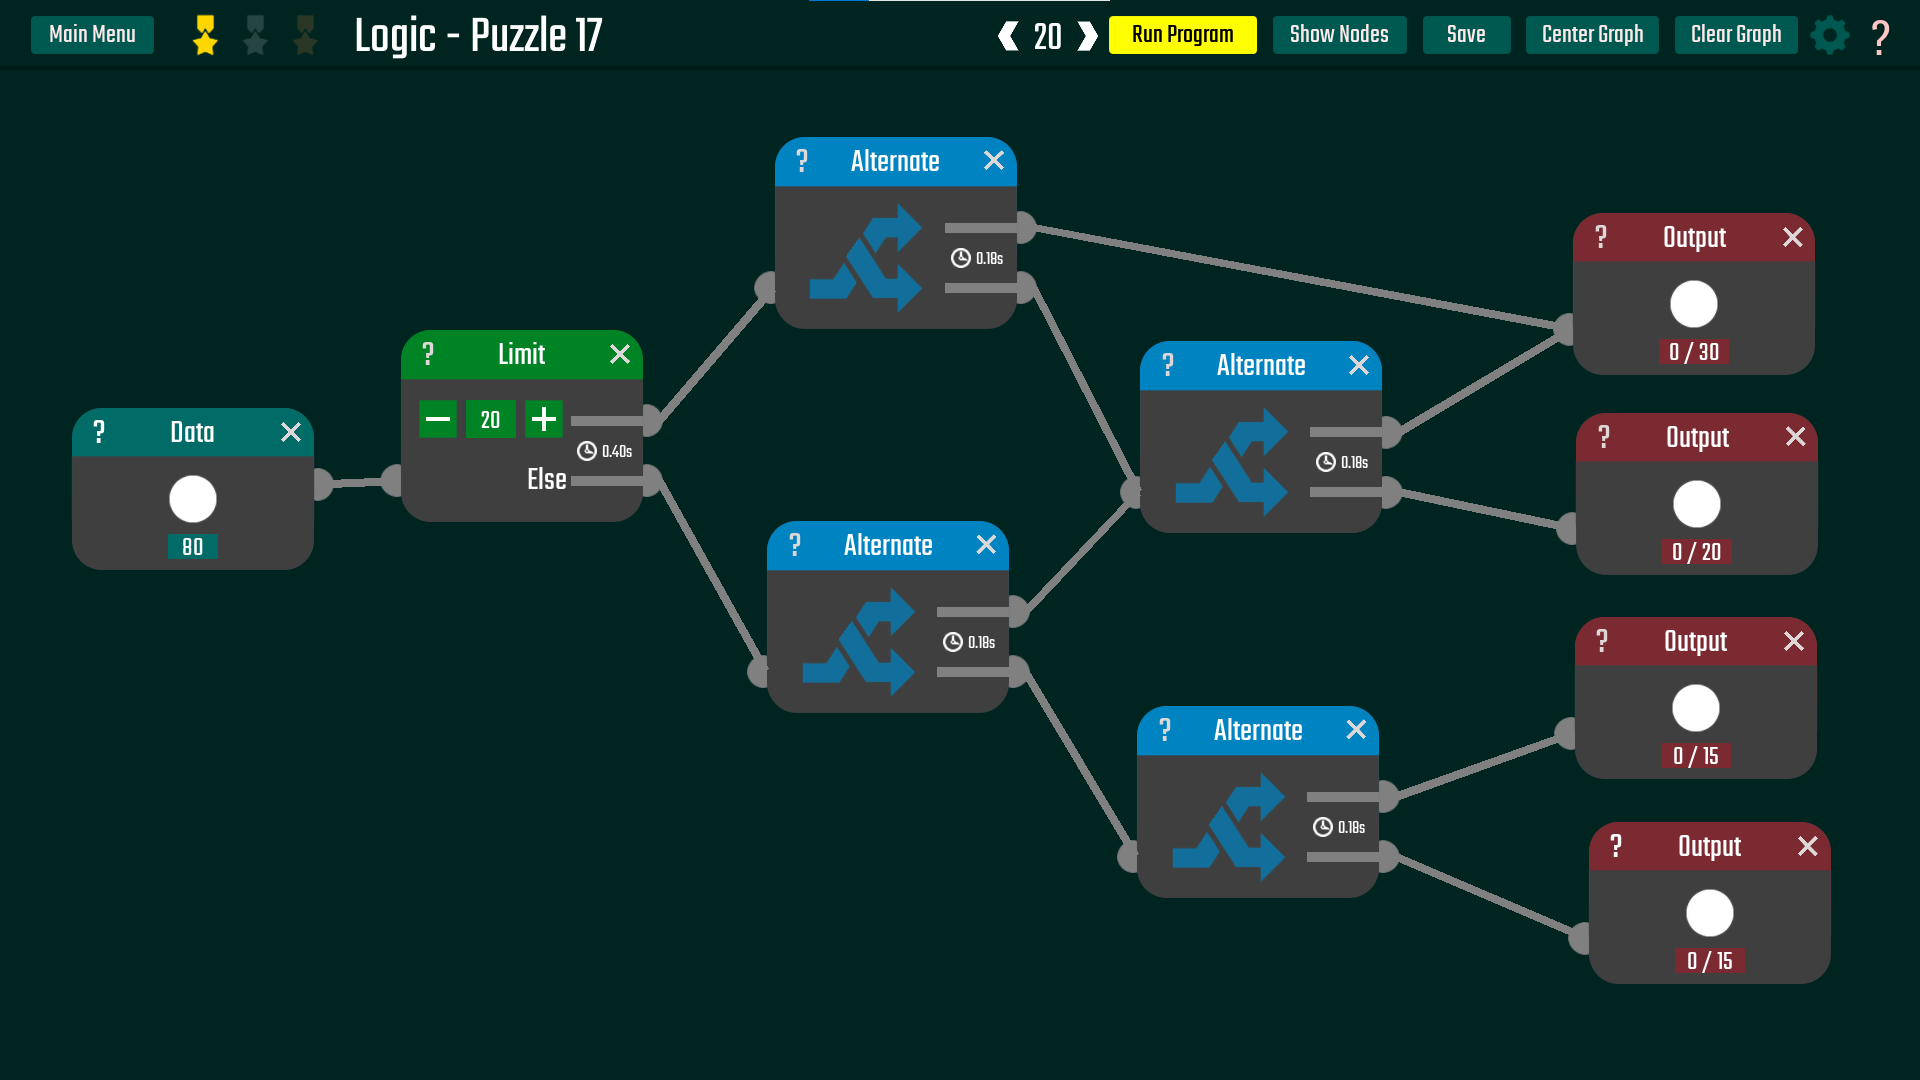 Main Menu
Logic - Puzzle 17
20
Run Program
Show Nodes
Save
Center Graph
Clear Graph
?
? Alternate
0.18s
? Output
0 / 30
? Limit
20
0.40s
Else
? Alternate
0.18s
? Data
80
? Output
0 / 20
? Alternate
0.18s
? Output
0 / 15
? Alternate
0.18s
? Output
0 / 15